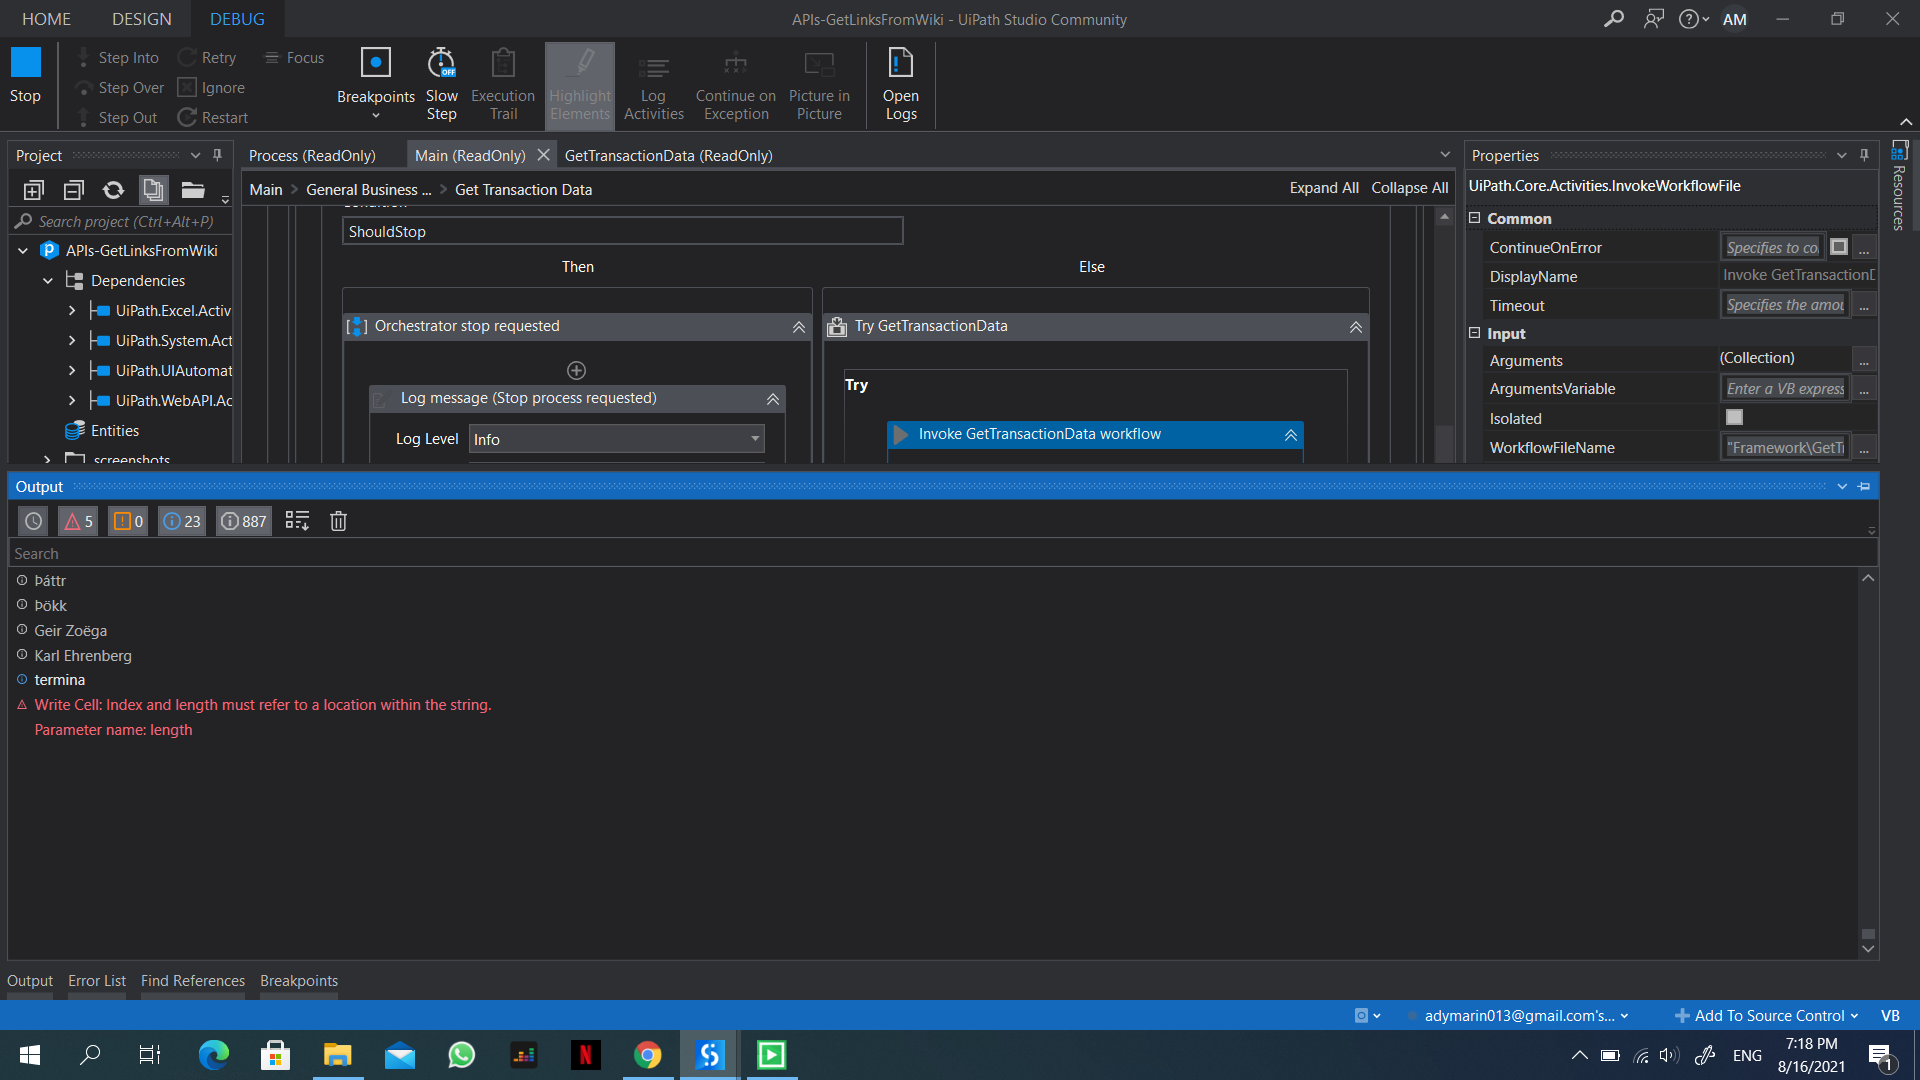 HOME DESIGN DEBUG APIs-GetLinksFromWiki - UiPath Studio Community AM
Stop
Step Into Retry Focus
Step Over Ignore
Step Out Restart
Breakpoints
Slow Step
OFF
Execution Trail
Highlight Elements
Log Activities
Continue on Exception
Picture in Picture
Open Logs
Project
Search project (Ctrl+Alt+P)
APIs-GetLinksFromWiki
Dependencies
UiPath.Excel.Activ
UiPath.System.Act
UiPath.UIAutomat
UiPath.WebAPI.Ac
Entities
.screenshots
Process (ReadOnly) Main (ReadOnly) GetTransactionData (ReadOnly)
Main > General Business ... > Get Transaction Data Expand All Collapse All
Condition
ShouldStop
Then Else
Orchestrator stop requested
Log message (Stop process requested)
Log Level Info
Try GetTransactionData
Try
Invoke GetTransactionData workflow
Properties
UiPath.Core.Activities.InvokeWorkflowFile
Common
ContinueOnError Specifies to co ...
DisplayName Invoke GetTransactionD
Timeout Specifies the amou ...
Input
Arguments (Collection) ...
ArgumentsVariable Enter a VB express ...
Isolated
WorkflowFileName "Framework\GetTr ...
Resources
Output
5 0 23 887
Search
Þáttr
Þökk
Geir Zoëga
Karl Ehrenberg
termina
Write Cell: Index and length must refer to a location within the string.
Parameter name: length
Output Error List Find References Breakpoints
adymarin013@gmail.com's... Add To Source Control VB
ENG
7:18 PM
8/16/2021
1